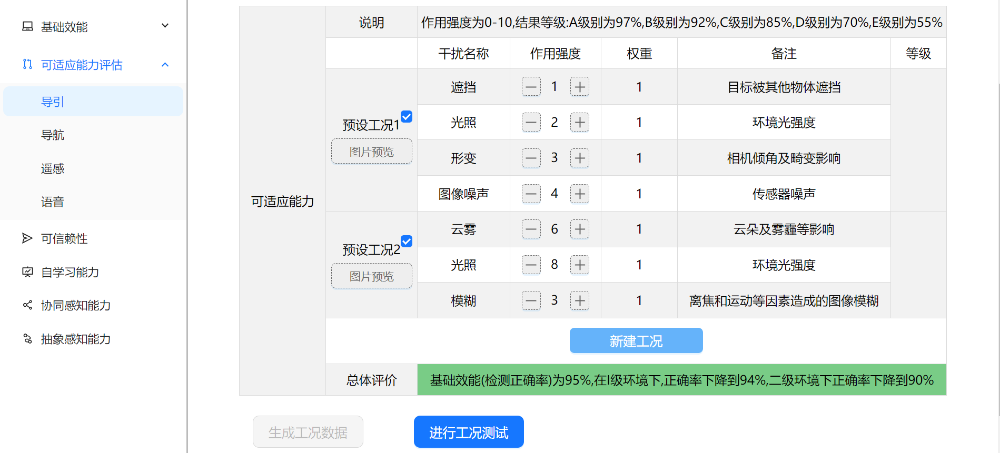 基础效能
可适应能力评估
导引
导航
遥感
语音
可信赖性
自学习能力
协同感知能力
抽象感知能力
可适应能力
说明
作用强度为0-10,结果等级:A级别为97%,B级别为92%,C级别为85%,D级别为70%,E级别为55%
干扰名称 作用强度 权重 备注 等级
预设工况1
图片预览
遮挡 1 1 目标被其他物体遮挡
光照 2 1 环境光强度
形变 3 1 相机倾角及畸变影响
图像噪声 4 1 传感器噪声
预设工况2
图片预览
云雾 6 1 云朵及雾霾等影响
光照 8 1 环境光强度
模糊 3 1 离焦和运动等因素造成的图像模糊
新建工况
总体评价 基础效能(检测正确率)为95%,在I级环境下,正确率下降到94%,二级环境下正确率下降到90%
生成工况数据 进行工况测试